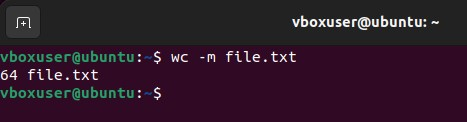 vboxuser@ubuntu: ~
vboxuser@ubuntu:~$ wc -m file.txt
64 file.txt
vboxuser@ubuntu:~$